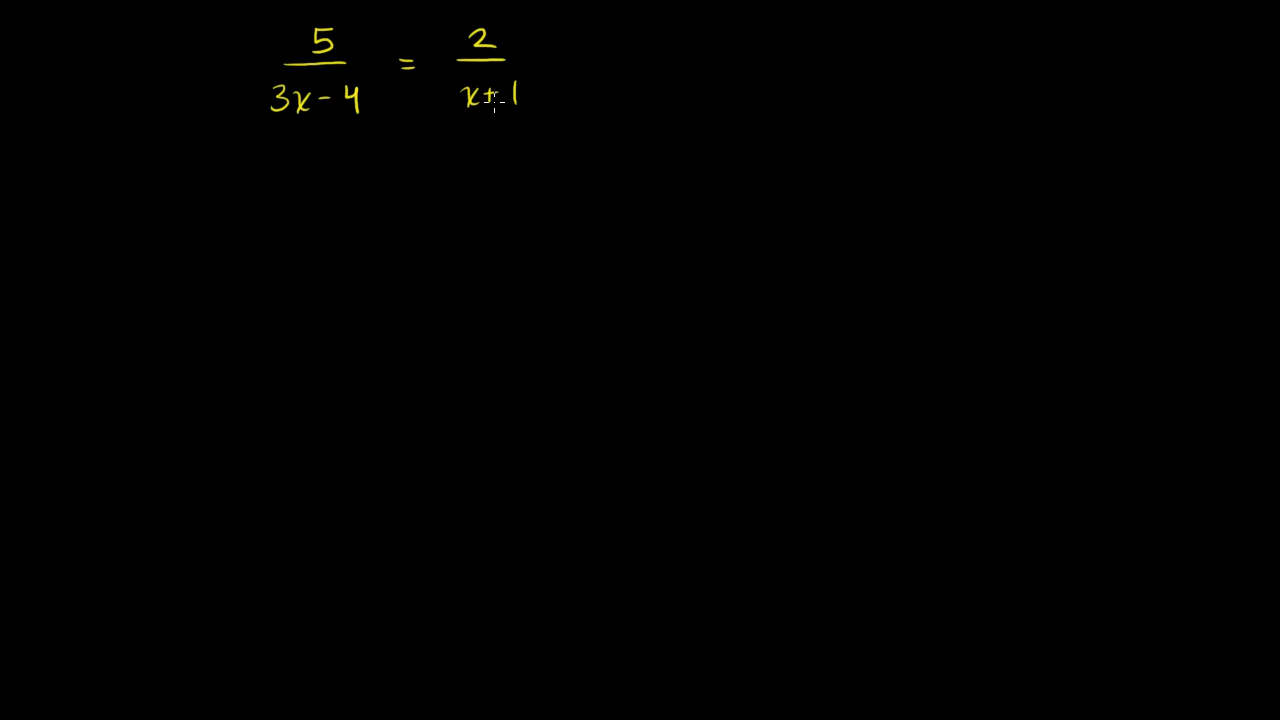 5/(3x-4) = 2/(x+1)